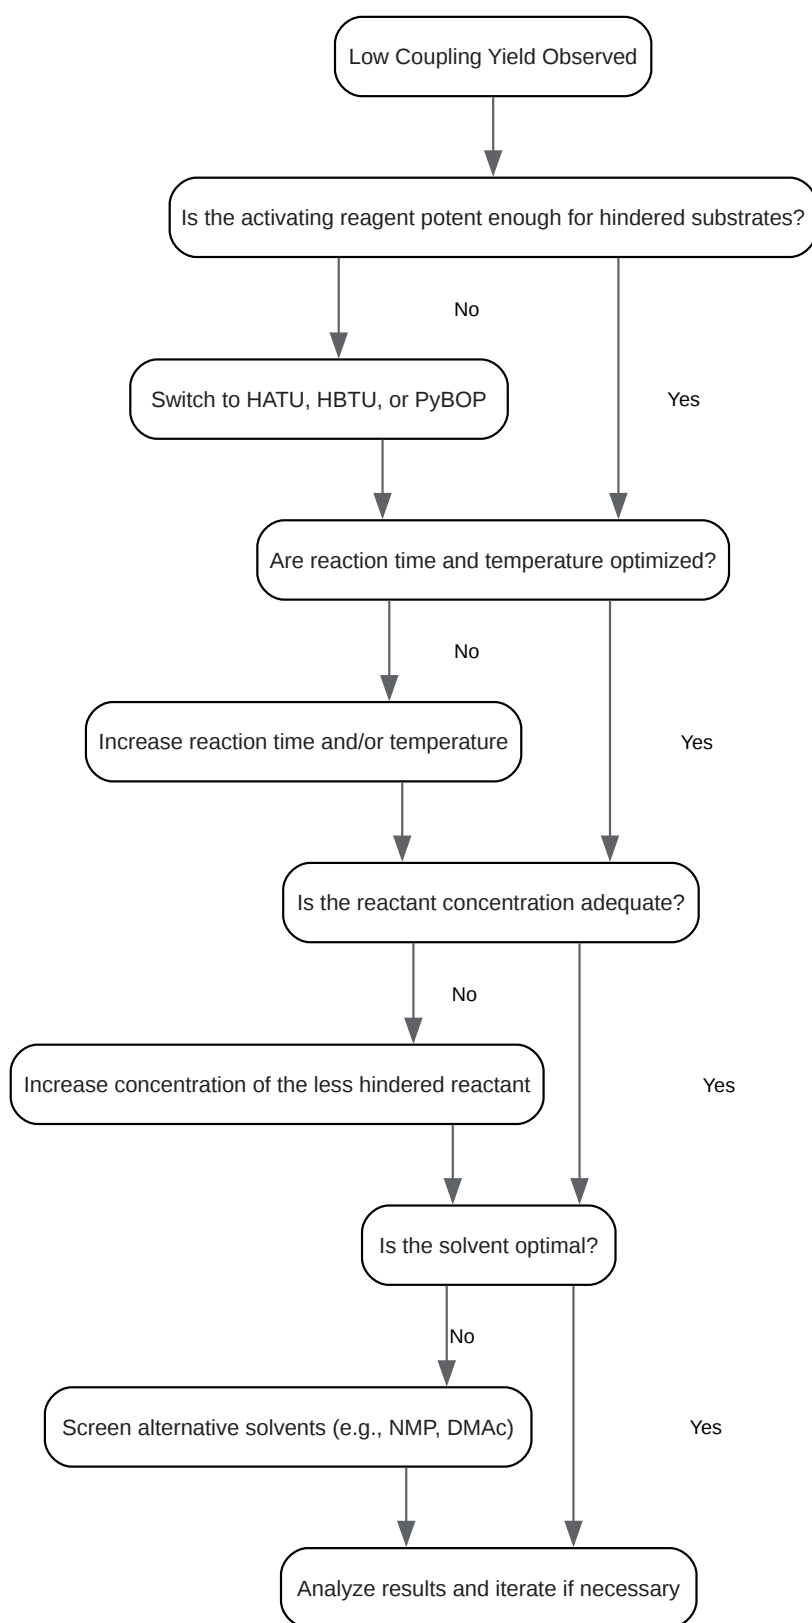 Low Coupling Yield Observed
Is the activating reagent potent enough for hindered substrates?
No
Switch to HATU, HBTU, or PyBOP
Yes
Are reaction time and temperature optimized?
No
Increase reaction time and/or temperature
Yes
Is the reactant concentration adequate?
No
Increase concentration of the less hindered reactant
Yes
Is the solvent optimal?
No
Screen alternative solvents (e.g., NMP, DMAc)
Yes
Analyze results and iterate if necessary